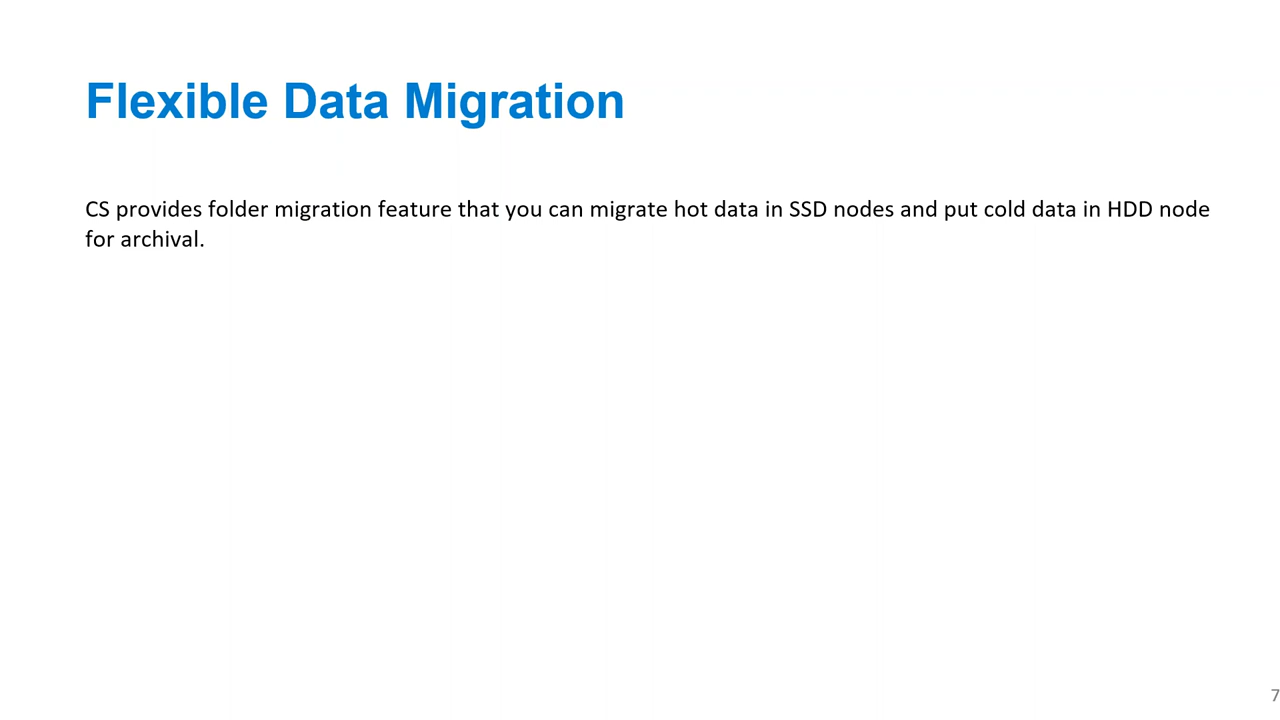 Flexible Data Migration
CS provides folder migration feature that you can migrate hot data in SSD nodes and put cold data in HDD node
for archival.
7